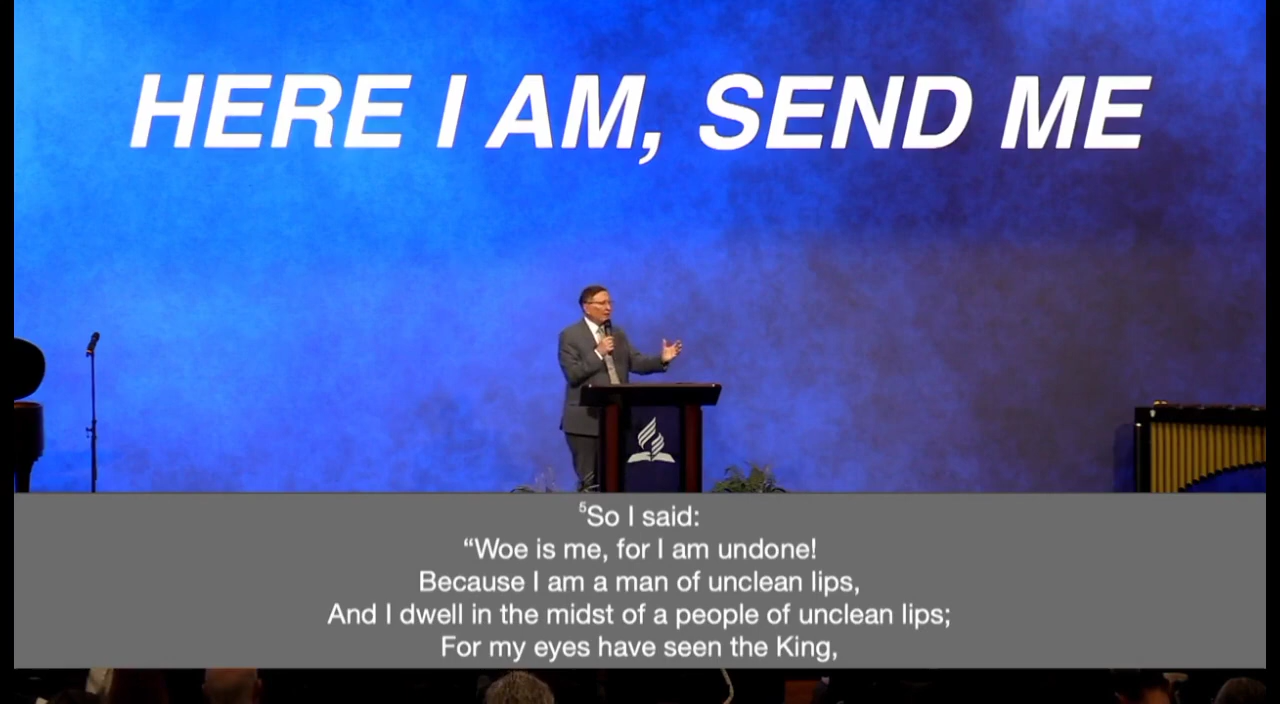 HERE I AM, SEND ME
⁵So I said:
“Woe is me, for I am undone!
Because I am a man of unclean lips,
And I dwell in the midst of a people of unclean lips;
For my eyes have seen the King,